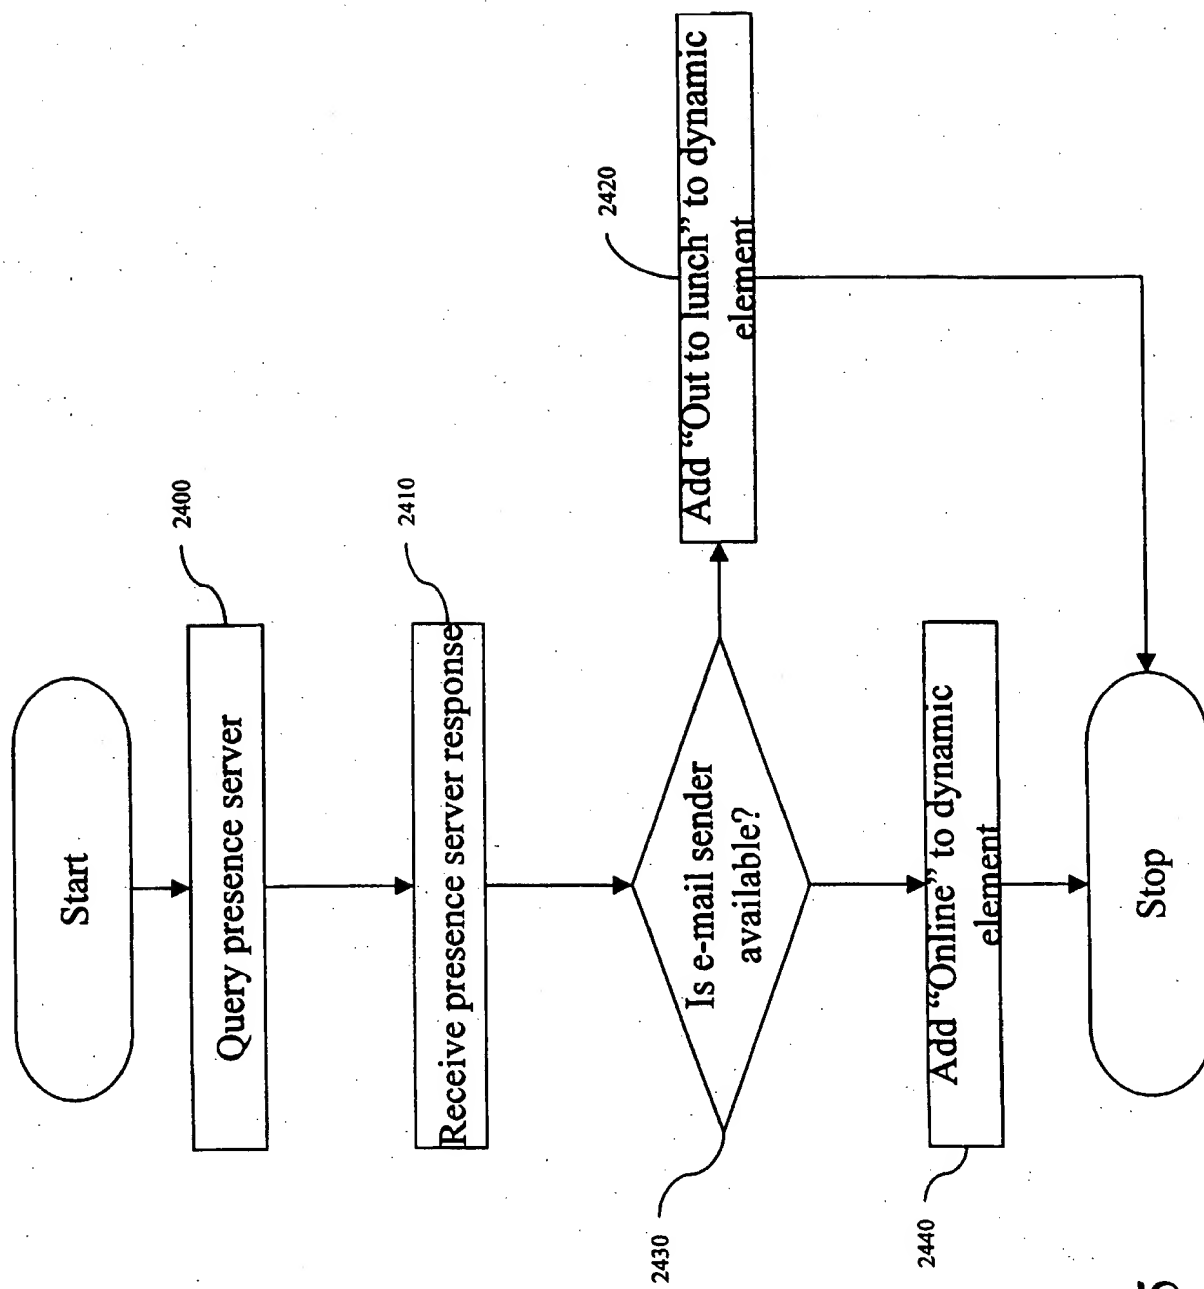 Start
2400
Query presence server
2410
Receive presence server response
2430
Is e-mail sender
available?
2420
Add “Out to lunch” to dynamic
element
2440
Add “Online” to dynamic
element
Stop